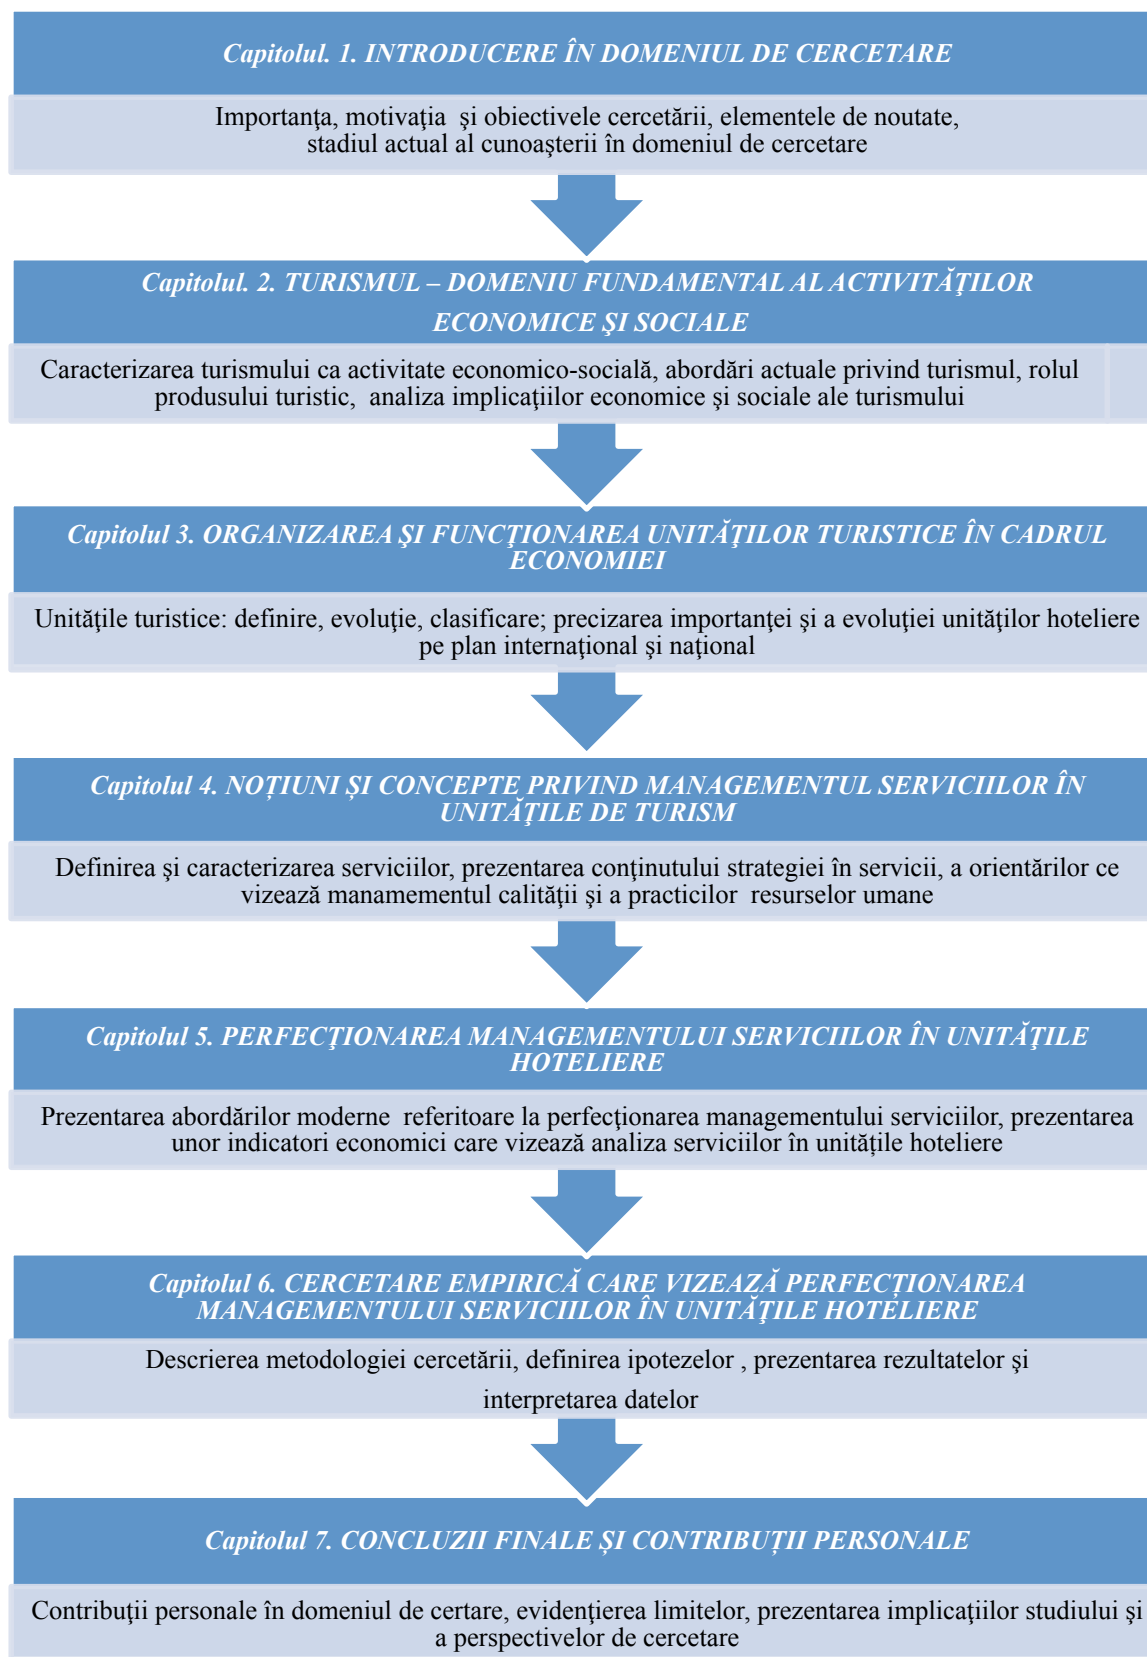 Capitolul. 1. INTRODUCERE ÎN DOMENIUL DE CERCETARE
Importanţa, motivaţia şi obiectivele cercetării, elementele de noutate,
stadiul actual al cunoaşterii în domeniul de cercetare
Capitolul. 2. TURISMUL – DOMENIU FUNDAMENTAL AL ACTIVITĂŢILOR
ECONOMICE ŞI SOCIALE
Caracterizarea turismului ca activitate economico-socială, abordări actuale privind turismul, rolul
produsului turistic, analiza implicaţiilor economice şi sociale ale turismului
Capitolul 3. ORGANIZAREA ŞI FUNCŢIONAREA UNITĂŢILOR TURISTICE ÎN CADRUL
ECONOMIEI
Unităţile turistice: definire, evoluţie, clasificare; precizarea importanţei şi a evoluţiei unităţilor hoteliere
pe plan internaţional şi naţional
Capitolul 4. NOȚIUNI ȘI CONCEPTE PRIVIND MANAGEMENTUL SERVICIILOR ÎN
UNITĂŢILE DE TURISM
Definirea şi caracterizarea serviciilor, prezentarea conţinutului strategiei în servicii, a orientărilor ce
vizează manamementul calităţii şi a practicilor resurselor umane
Capitolul 5. PERFECŢIONAREA MANAGEMENTULUI SERVICIILOR ÎN UNITĂŢILE
HOTELIERE
Prezentarea abordărilor moderne referitoare la perfecţionarea managementului serviciilor, prezentarea
unor indicatori economici care vizează analiza serviciilor în unitățile hoteliere
Capitolul 6. CERCETARE EMPIRICĂ CARE VIZEAZĂ PERFECȚIONAREA
MANAGEMENTULUI SERVICIILOR ÎN UNITĂŢILE HOTELIERE
Descrierea metodologiei cercetării, definirea ipotezelor , prezentarea rezultatelor şi
interpretarea datelor
Capitolul 7. CONCLUZII FINALE ȘI CONTRIBUȚII PERSONALE
Contribuţii personale în domeniul de certare, evidenţierea limitelor, prezentarea implicaţiilor studiului şi
a perspectivelor de cercetare